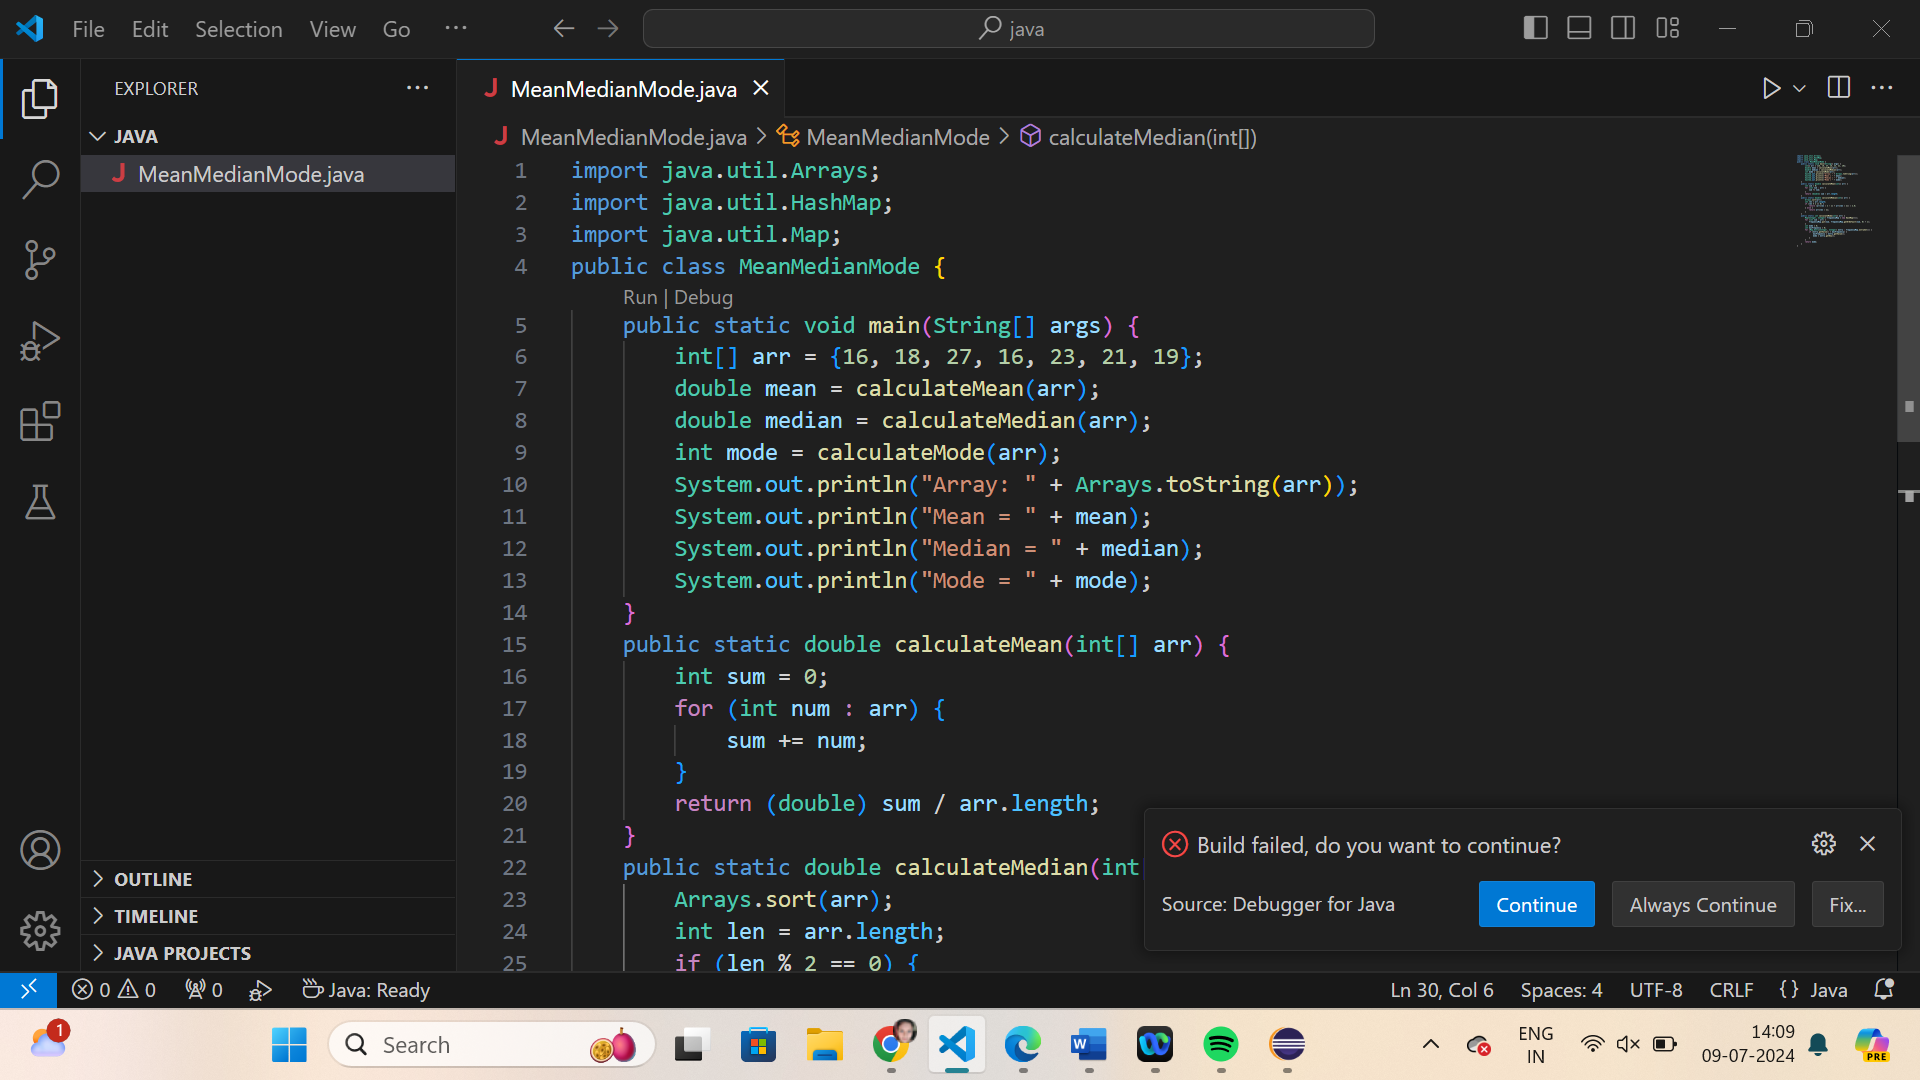 File Edit Selection View Go ··· java
EXPLORER ···
JAVA
MeanMedianMode.java
OUTLINE
TIMELINE
JAVA PROJECTS
J MeanMedianMode.java
J MeanMedianMode.java > MeanMedianMode > calculateMedian(int[])
1 import java.util.Arrays;
2 import java.util.HashMap;
3 import java.util.Map;
4 public class MeanMedianMode {
Run | Debug
5 public static void main(String[] args) {
6 int[] arr = {16, 18, 27, 16, 23, 21, 19};
7 double mean = calculateMean(arr);
8 double median = calculateMedian(arr);
9 int mode = calculateMode(arr);
10 System.out.println("Array: " + Arrays.toString(arr));
11 System.out.println("Mean = " + mean);
12 System.out.println("Median = " + median);
13 System.out.println("Mode = " + mode);
14 }
15 public static double calculateMean(int[] arr) {
16 int sum = 0;
17 for (int num : arr) {
18 sum += num;
19 }
20 return (double) sum / arr.length;
21 }
22 public static double calculateMedian(int
23 Arrays.sort(arr);
24 int len = arr.length;
25 if (len % 2 == 0) {
Build failed, do you want to continue?
Source: Debugger for Java Continue Always Continue Fix...
0 0 0 Java: Ready Ln 30, Col 6 Spaces: 4 UTF-8 CRLF {} Java
1 Search ENG IN 14:09 09-07-2024 PRE